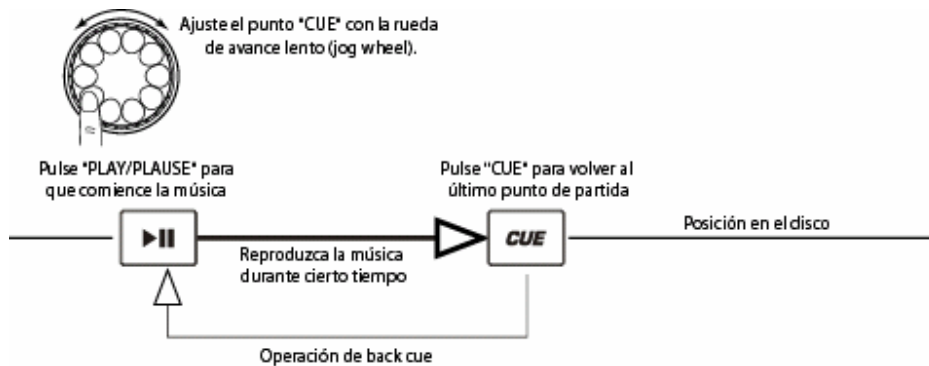 Ajuste el punto "CUE" con la rueda
de avance lento (jog wheel).
Pulse "PLAY/PLAUSE" para
que comience la música
Pulse "CUE" para volver al
último punto de partida
CUE
Posición en el disco
Reproduzca la música
durante cierto tiempo
Operación de back cue